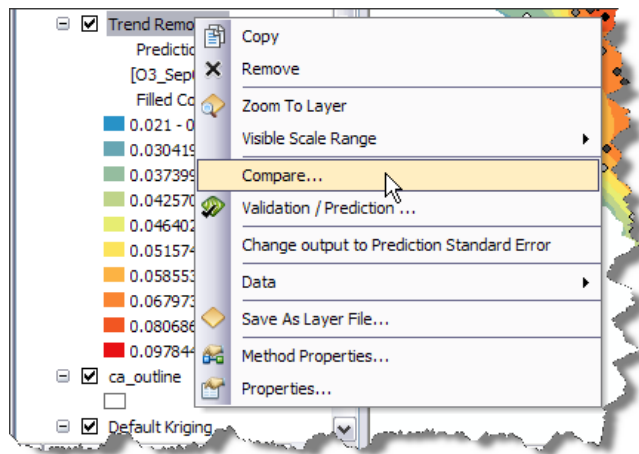 Trend Remo
Predictio
[O3_Sep
Filled Co
0.021 - 0
0.030419
0.037399
0.042570
0.046402
0.051574
0.058553
0.067973
0.080686
0.097844
ca_outline
Default Kriging
Copy
Remove
Zoom To Layer
Visible Scale Range
Compare...
Validation / Prediction ...
Change output to Prediction Standard Error
Data
Save As Layer File...
Method Properties...
Properties...